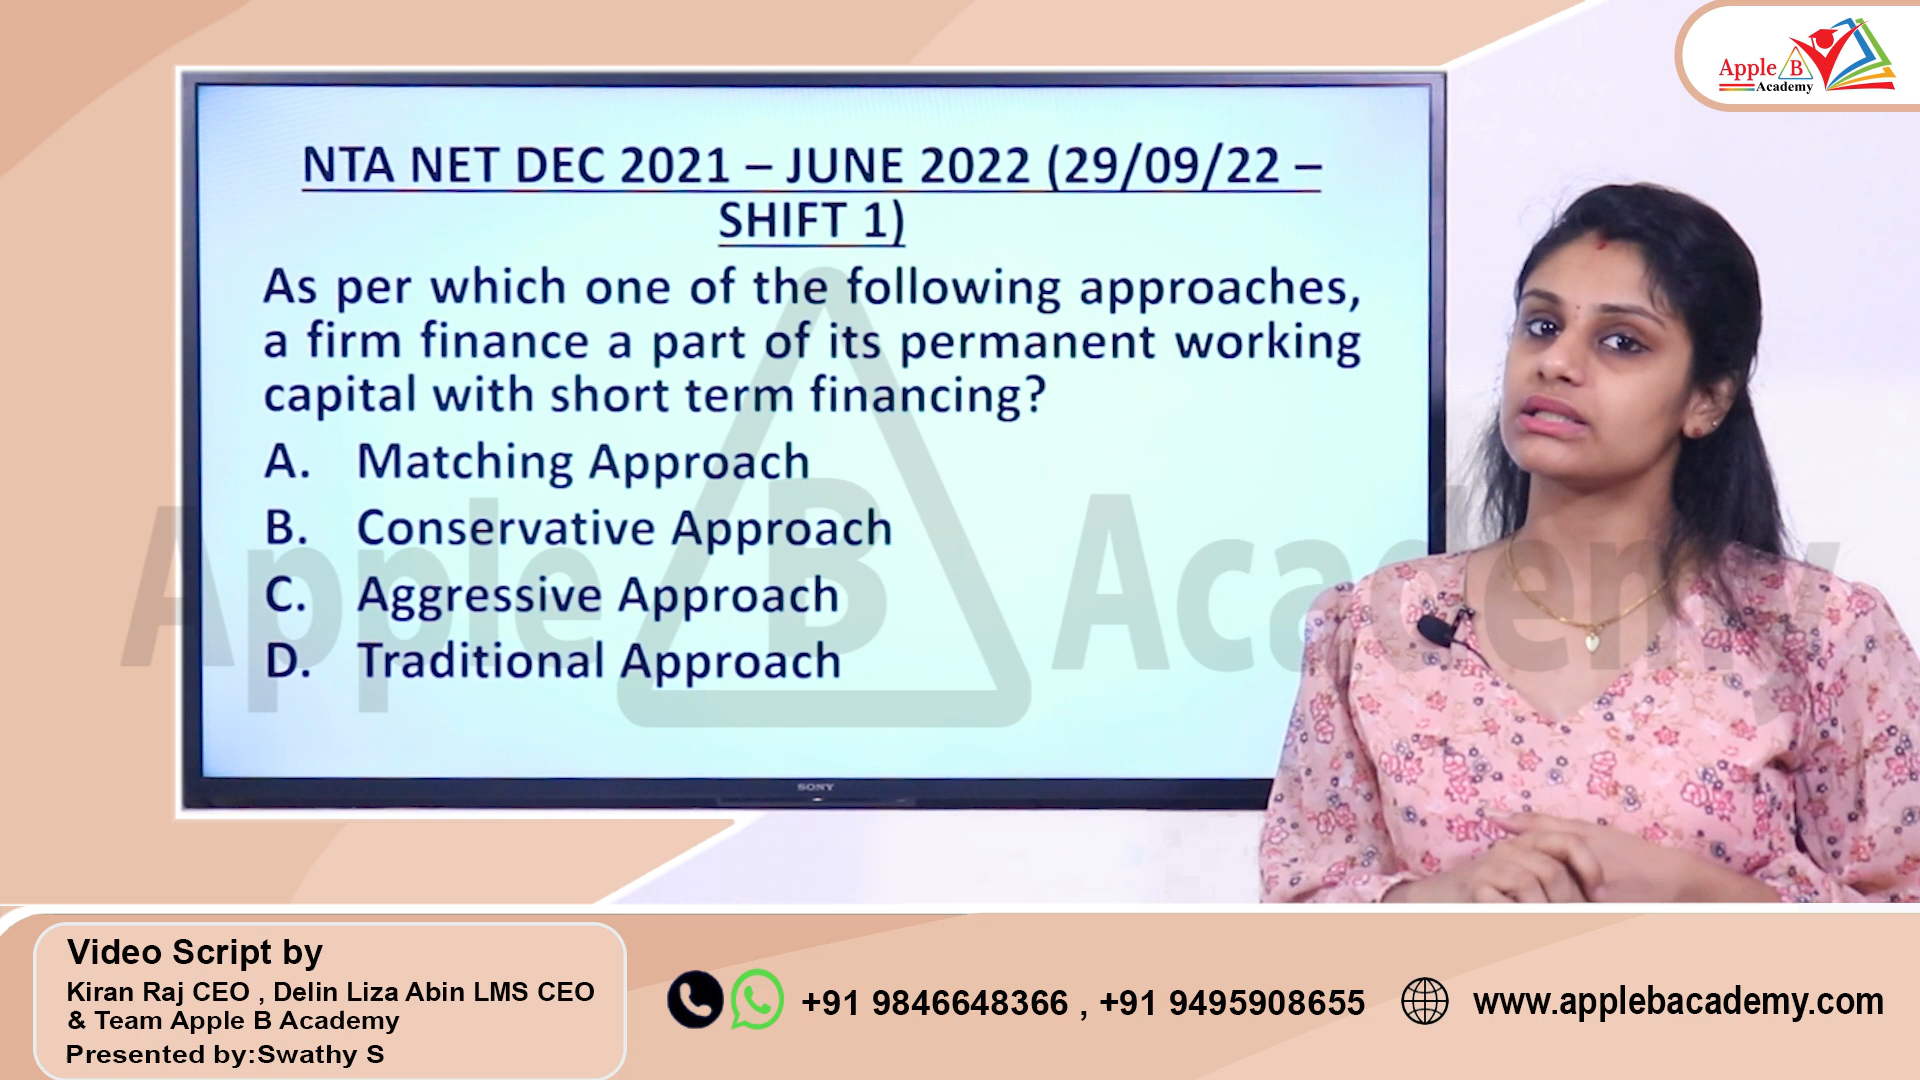 Apple B
Academy
NTA NET DEC 2021 – JUNE 2022 (29/09/22 –
SHIFT 1)
As per which one of the following approaches,
a firm finance a part of its permanent working
capital with short term financing?
A. Matching Approach
B. Conservative Approach
C. Aggressive Approach
D. Traditional Approach
Apple B Academy
SONY
Video Script by
Kiran Raj CEO , Delin Liza Abin LMS CEO
& Team Apple B Academy
Presented by:Swathy S
+91 9846648366 , +91 9495908655
www.applebacademy.com